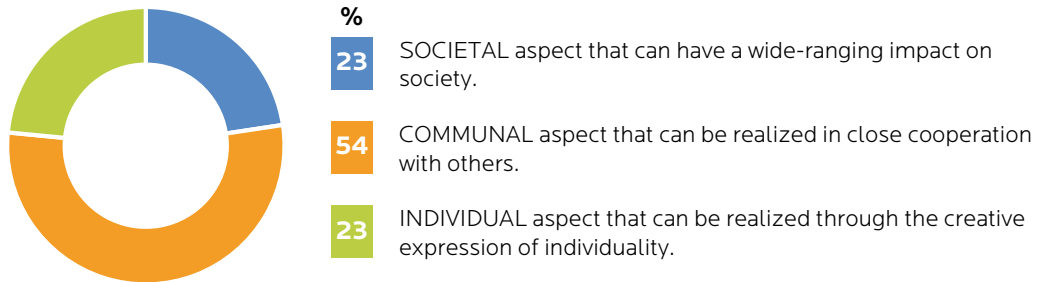 %
23
SOCIETAL aspect that can have a wide-ranging impact on
society.
54
COMMUNAL aspect that can be realized in close cooperation
with others.
23
INDIVIDUAL aspect that can be realized through the creative
expression of individuality.